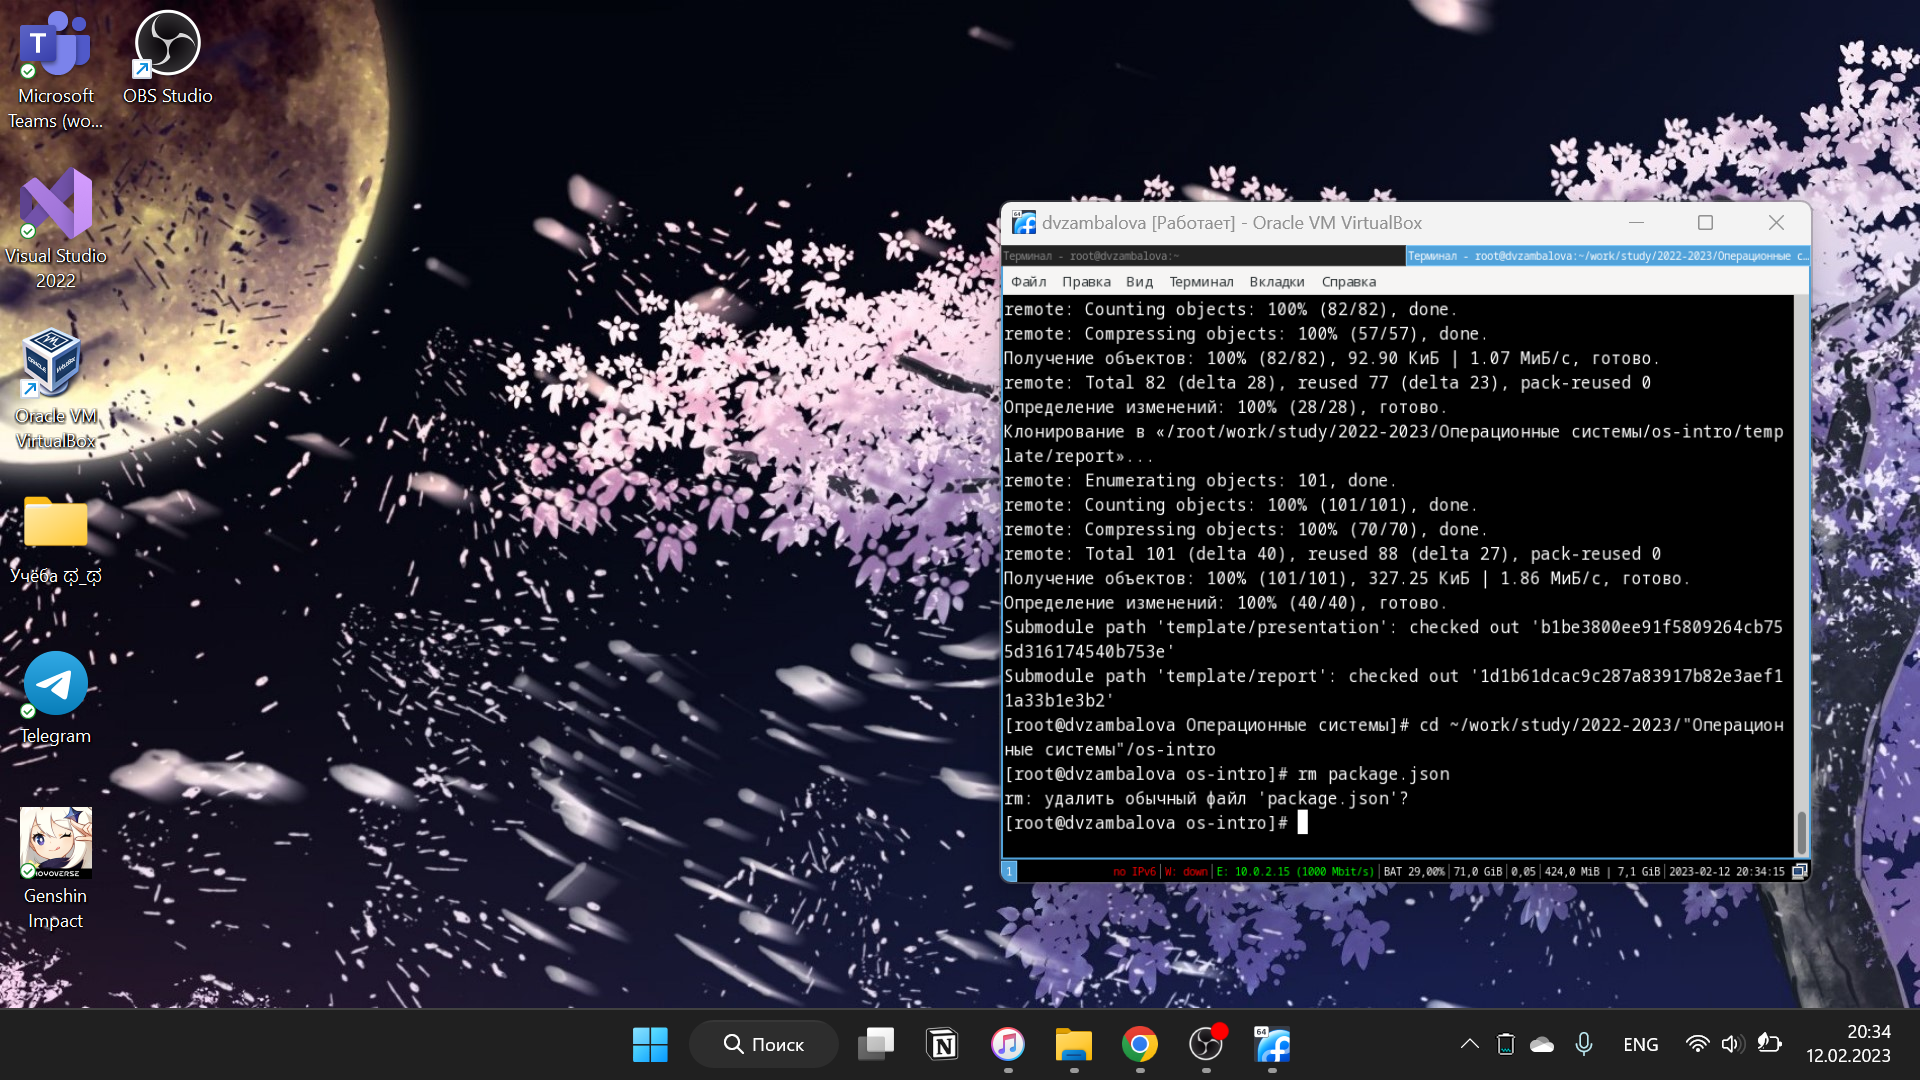 Microsoft
Teams (wo...
OBS Studio
Visual Studio
2022
Oracle VM
VirtualBox
Учёба ಥ_ಥ
Telegram
Genshin
Impact
dvzambalova [Работает] - Oracle VM VirtualBox
Терминал - root@dvzambalova:~
Терминал - root@dvzambalova:~/work/study/2022-2023/Операционные с...
Файл Правка Вид Терминал Вкладки Справка
remote: Counting objects: 100% (82/82), done.
remote: Compressing objects: 100% (57/57), done.
Получение объектов: 100% (82/82), 92.90 КиБ | 1.07 МиБ/с, готово.
remote: Total 82 (delta 28), reused 77 (delta 23), pack-reused 0
Определение изменений: 100% (28/28), готово.
Клонирование в «/root/work/study/2022-2023/Операционные системы/os-intro/temp
late/report»...
remote: Enumerating objects: 101, done.
remote: Counting objects: 100% (101/101), done.
remote: Compressing objects: 100% (70/70), done.
remote: Total 101 (delta 40), reused 88 (delta 27), pack-reused 0
Получение объектов: 100% (101/101), 327.25 КиБ | 1.86 МиБ/с, готово.
Определение изменений: 100% (40/40), готово.
Submodule path 'template/presentation': checked out 'b1be3800ee91f5809264cb75
5d316174540b753e'
Submodule path 'template/report': checked out '1d1b61dcac9c287a83917b82e3aef1
1a33b1e3b2'
[root@dvzambalova Операционные системы]# cd ~/work/study/2022-2023/"Операцион
ные системы"/os-intro
[root@dvzambalova os-intro]# rm package.json
rm: удалить обычный файл 'package.json'?
[root@dvzambalova os-intro]#
1
no IPv6|W: down|E: 10.0.2.15 (1000 Mbit/s)|BAT 29,00%|71,0 GiB|0,05|424,0 MiB | 7,1 GiB|2023-02-12 20:34:15
Поиск
64
ENG
20:34
12.02.2023